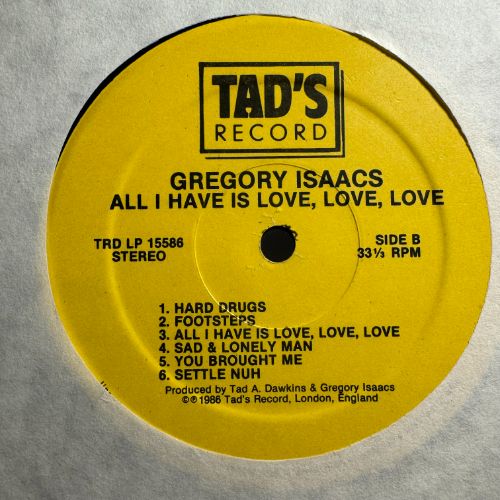 TAD'S
RECORD
GREGORY ISAACS
ALL I HAVE IS LOVE, LOVE, LOVE
TRD LP 15586
STEREO
SIDE B
33⅓ RPM
1. HARD DRUGS
2. FOOTSTEPS
3. ALL I HAVE IS LOVE, LOVE, LOVE
4. SAD & LONELY MAN
5. YOU BROUGHT ME
6. SETTLE NUH
Produced by Tad A. Dawkins & Gregory Isaacs
©℗1986 Tad's Record, London, England